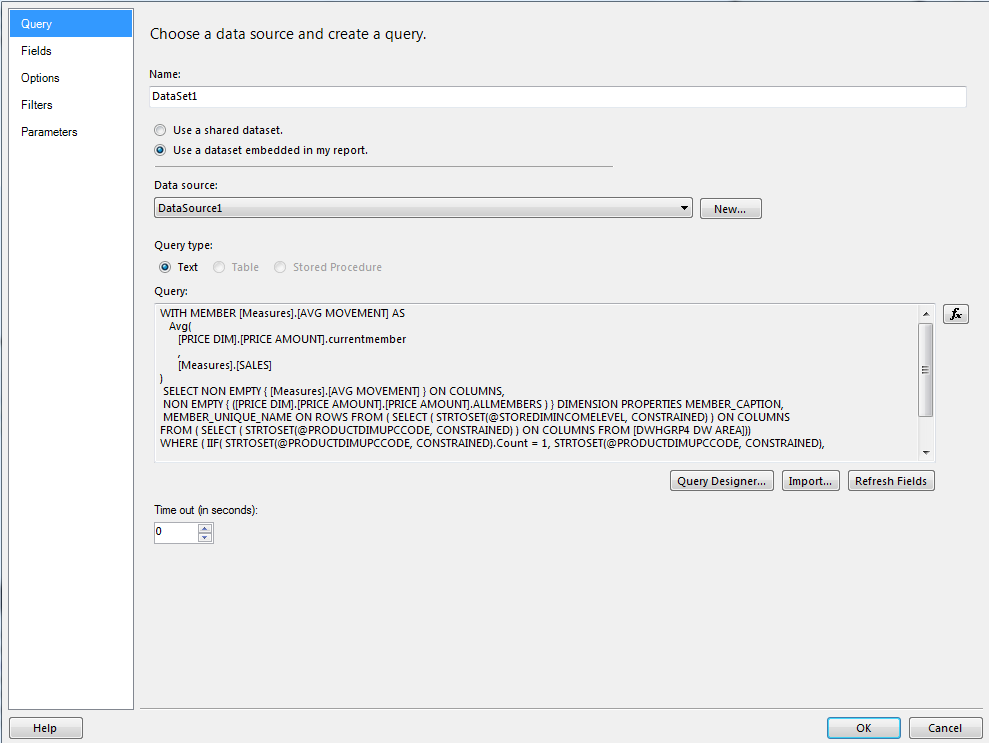 Query
Fields
Options
Filters
Parameters
Choose a data source and create a query.
Name:
DataSet1
Use a shared dataset.
Use a dataset embedded in my report.
Data source:
DataSource1
New...
Query type:
Text Table Stored Procedure
Query:
WITH MEMBER [Measures].[AVG MOVEMENT] AS
Avg(
[PRICE DIM].[PRICE AMOUNT].currentmember
,
[Measures].[SALES]
)
SELECT NON EMPTY { [Measures].[AVG MOVEMENT] } ON COLUMNS,
NON EMPTY { ([PRICE DIM].[PRICE AMOUNT].[PRICE AMOUNT].ALLMEMBERS ) } DIMENSION PROPERTIES MEMBER_CAPTION,
MEMBER_UNIQUE_NAME ON ROWS FROM ( SELECT ( STRTOSET(@STOREDIMINCOMELEVEL, CONSTRAINED) ) ON COLUMNS
FROM ( SELECT ( STRTOSET(@PRODUCTDIMUPCCODE, CONSTRAINED) ) ON COLUMNS FROM [DWHGRP4 DW AREA]))
WHERE ( IIF( STRTOSET(@PRODUCTDIMUPCCODE, CONSTRAINED).Count = 1, STRTOSET(@PRODUCTDIMUPCCODE, CONSTRAINED),
fx
Query Designer... Import... Refresh Fields
Time out (in seconds):
0
Help OK Cancel